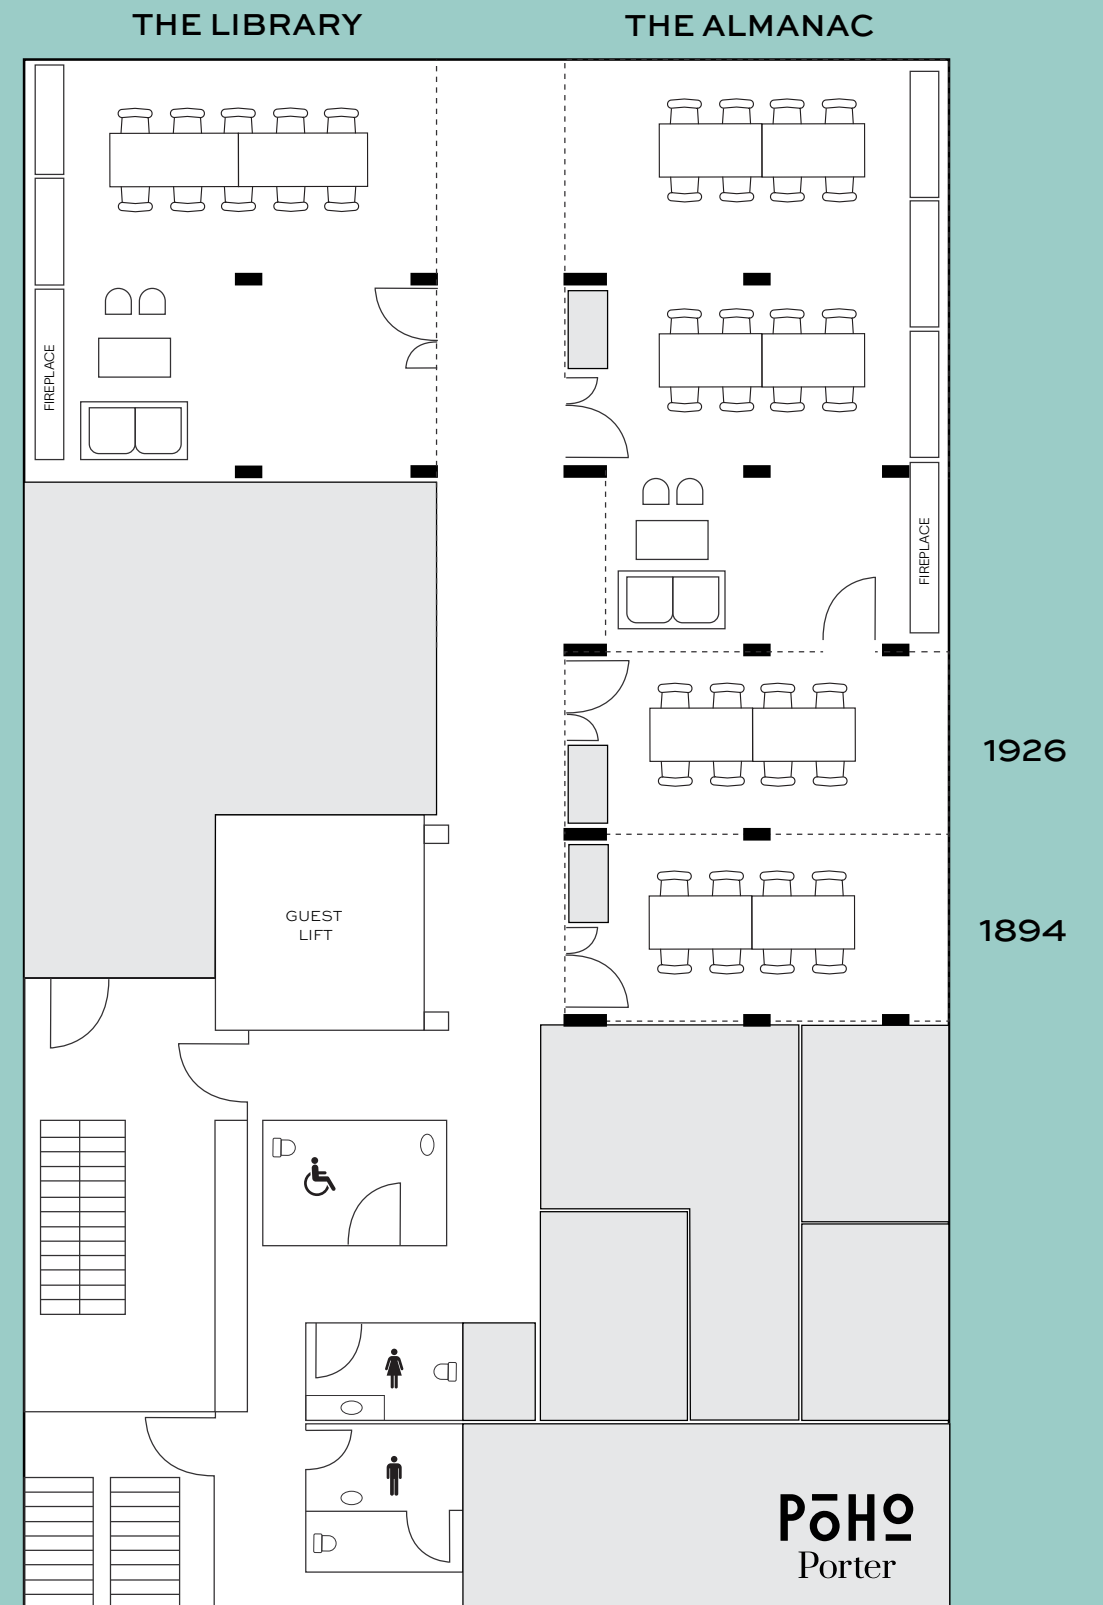 THE LIBRARY
THE ALMANAC
FIREPLACE
FIREPLACE
1926
GUEST
LIFT
1894
PōHo
Porter